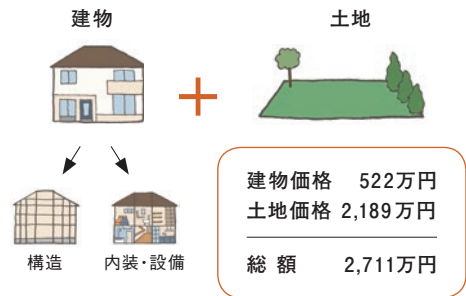 建物
土地
構造
内装・設備
建物価格 522万円
土地価格 2,189万円
総額 2,711万円